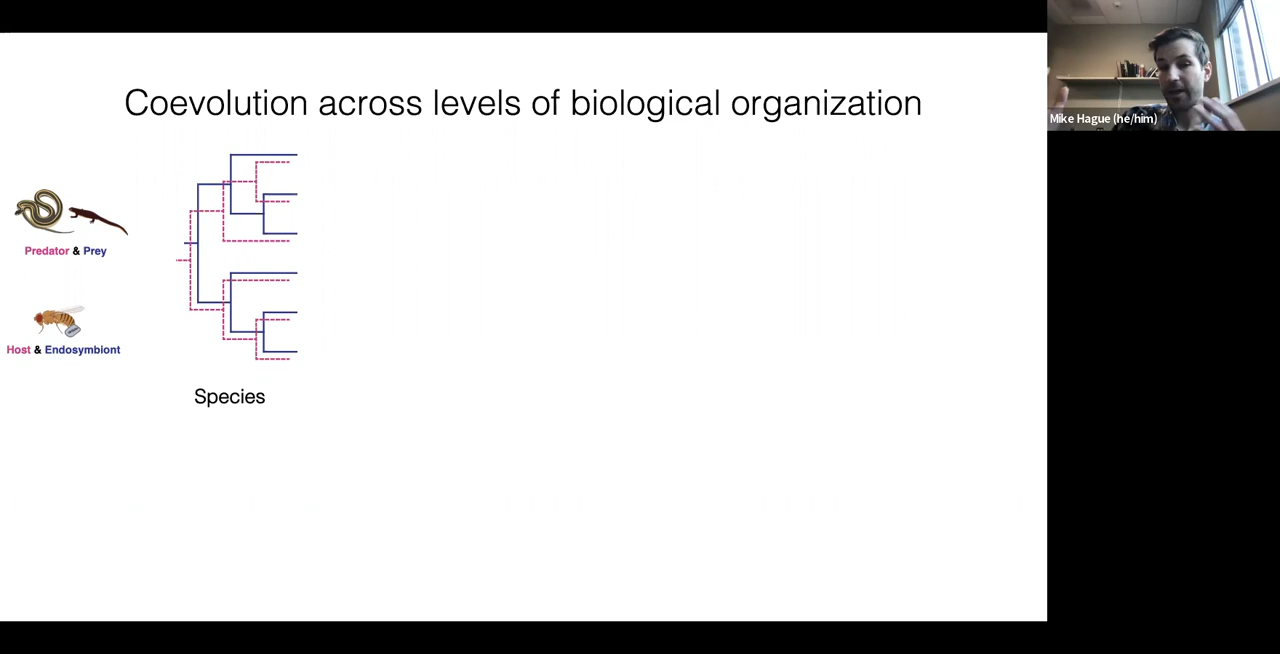 Coevolution across levels of biological organization
Mike Hague (he/him)
Predator & Prey
Host & Endosymbiont
Species